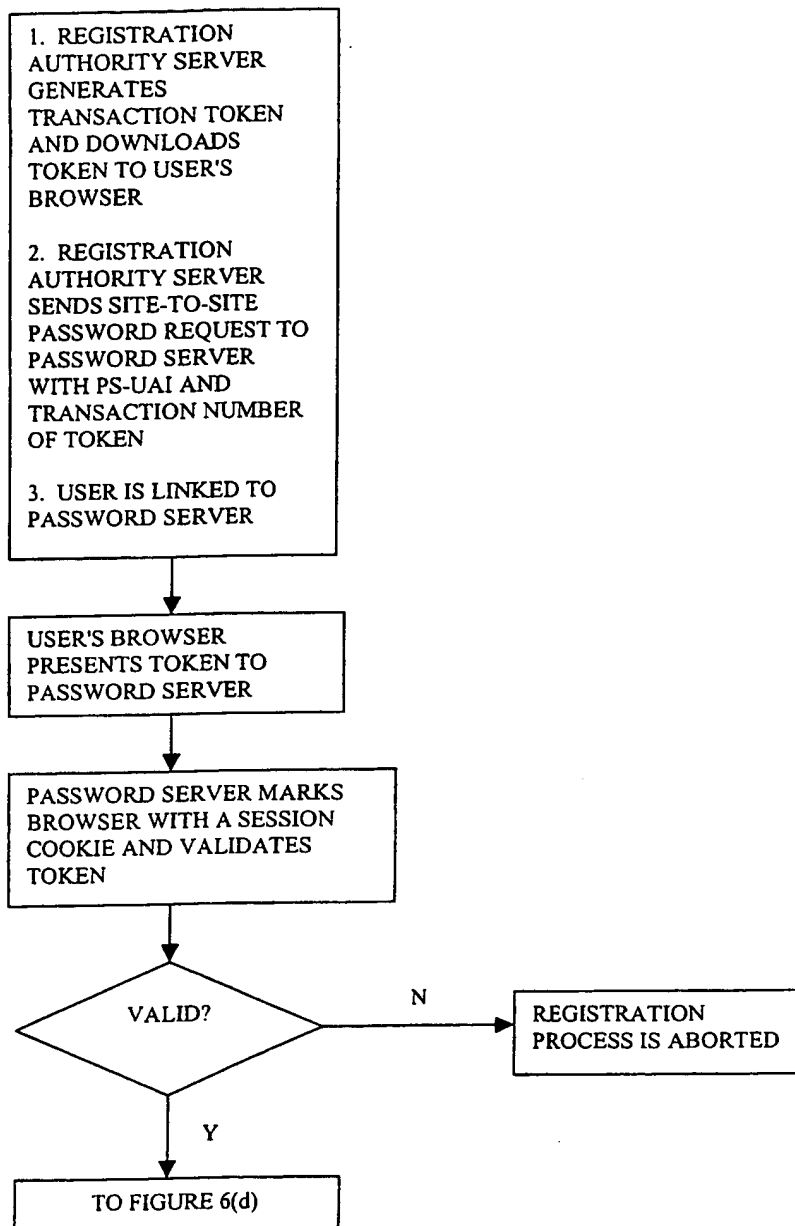 1. REGISTRATION
AUTHORITY SERVER
GENERATES
TRANSACTION TOKEN
AND DOWNLOADS
TOKEN TO USER'S
BROWSER
2. REGISTRATION
AUTHORITY SERVER
SENDS SITE-TO-SITE
PASSWORD REQUEST TO
PASSWORD SERVER
WITH PS-UAI AND
TRANSACTION NUMBER
OF TOKEN
3. USER IS LINKED TO
PASSWORD SERVER
USER'S BROWSER
PRESENTS TOKEN TO
PASSWORD SERVER
PASSWORD SERVER MARKS
BROWSER WITH A SESSION
COOKIE AND VALIDATES
TOKEN
VALID?
N
REGISTRATION
PROCESS IS ABORTED
Y
TO FIGURE 6(d)